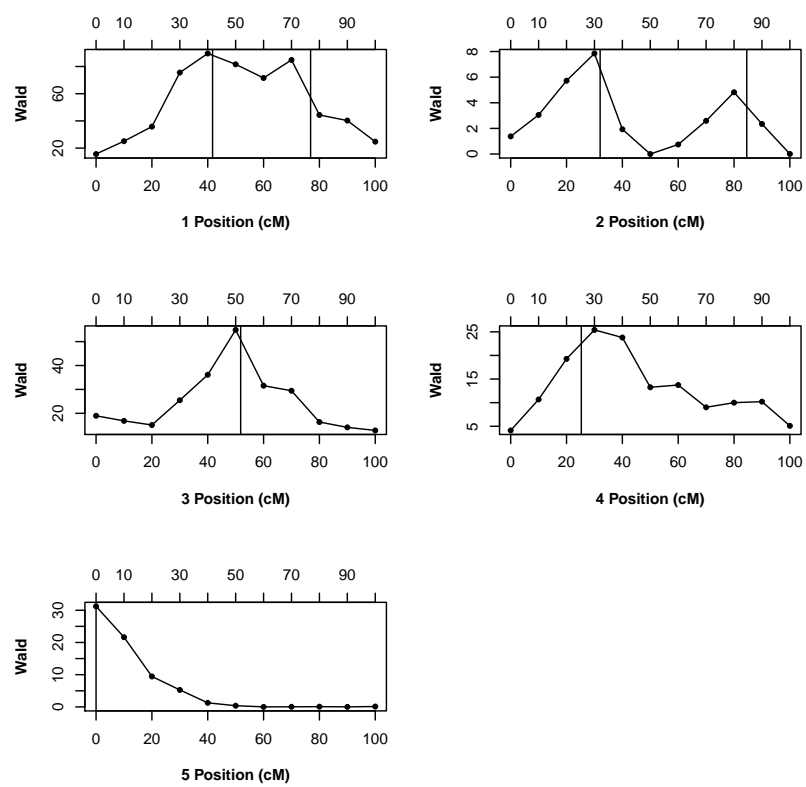 0 10 30 50 70 90
Wald
20 60
0 20 40 60 80 100
1 Position (cM)
0 10 30 50 70 90
Wald
0 2 4 6 8
0 20 40 60 80 100
2 Position (cM)
0 10 30 50 70 90
Wald
20 40
0 20 40 60 80 100
3 Position (cM)
0 10 30 50 70 90
Wald
5 15 25
0 20 40 60 80 100
4 Position (cM)
0 10 30 50 70 90
Wald
0 10 20 30
0 20 40 60 80 100
5 Position (cM)